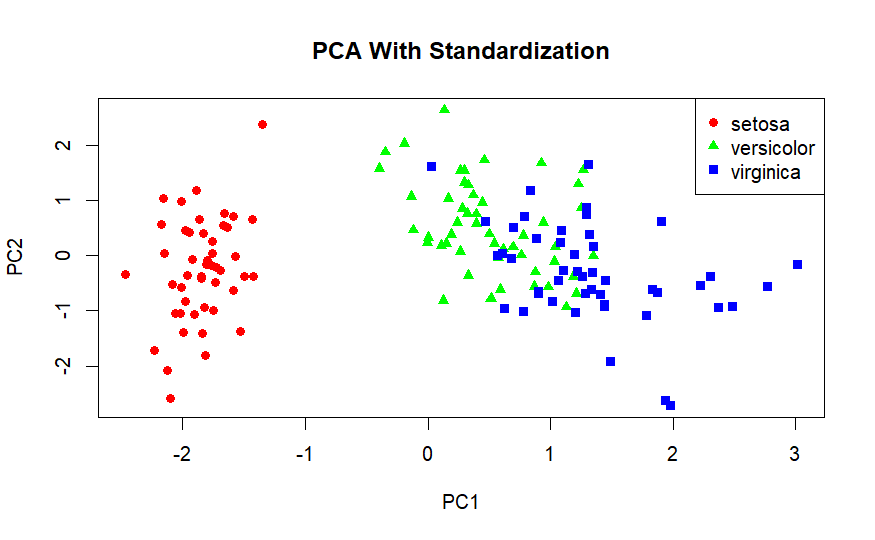 PCA With Standardization
setosa
versicolor
virginica
PC2
2
1
0
-1
-2
-2 -1 0 1 2 3
PC1